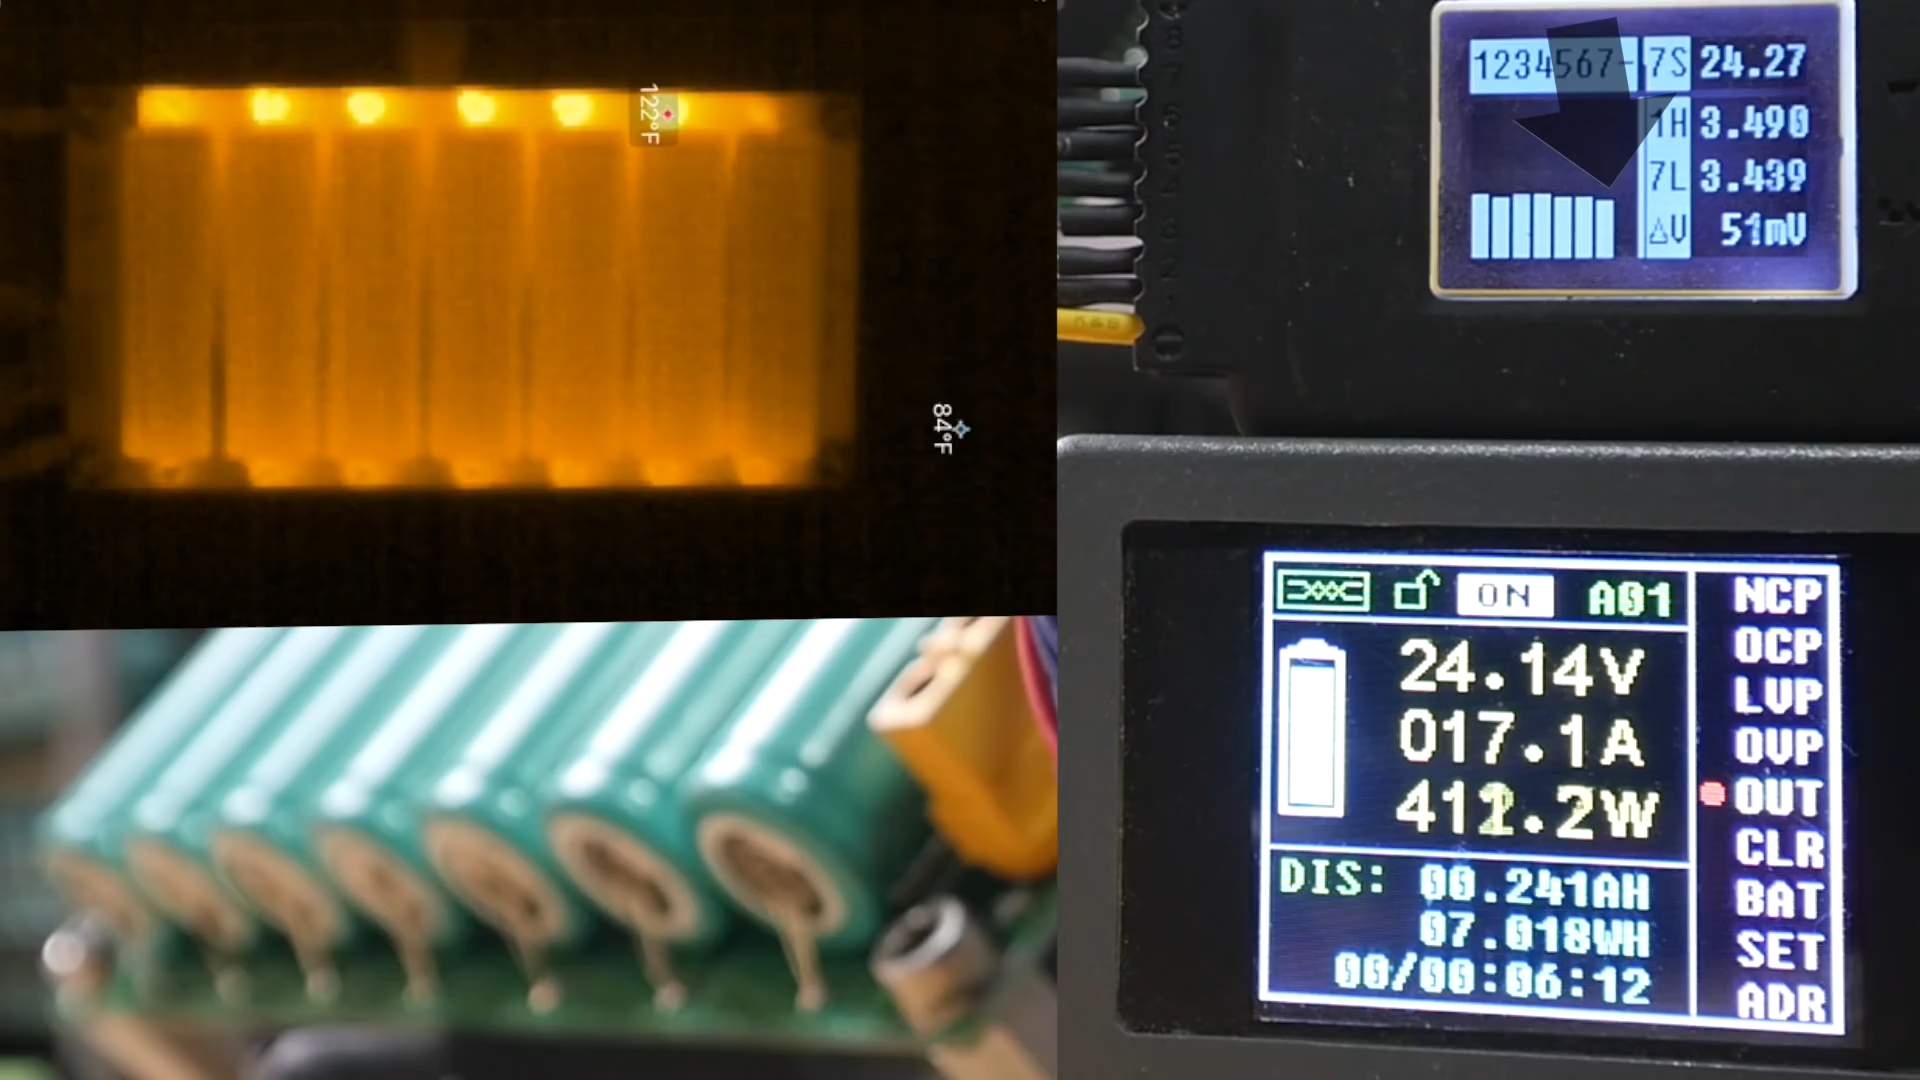 122°F
84°F
1234567- 7S 24.27
1H 3.490
7L 3.439
ΔV 51mV
ON A01
24.14V
017.1A
412.2W
DIS: 00.241AH
07.018WH
00/00:06:12
NCP
OCP
LVP
OVP
OUT
CLR
BAT
SET
ADR